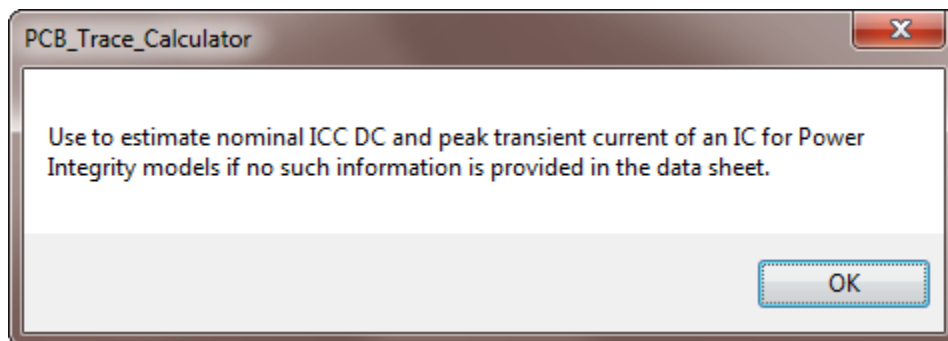 PCB_Trace_Calculator
Use to estimate nominal ICC DC and peak transient current of an IC for Power
Integrity models if no such information is provided in the data sheet.
OK